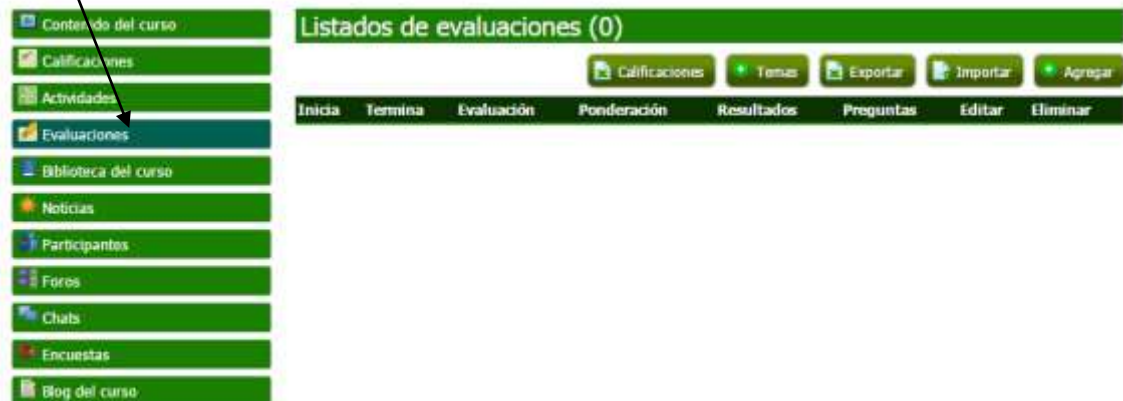 Contenido del curso
Calificaciones
Actividades
Evaluaciones
Biblioteca del curso
Noticias
Participantes
Foros
Chats
Encuestas
Blog del curso
Listados de evaluaciones (0)
Calificaciones Temas Exportar Importar Agregar
Inicia Termina Evaluación Ponderación Resultados Preguntas Editar Eliminar